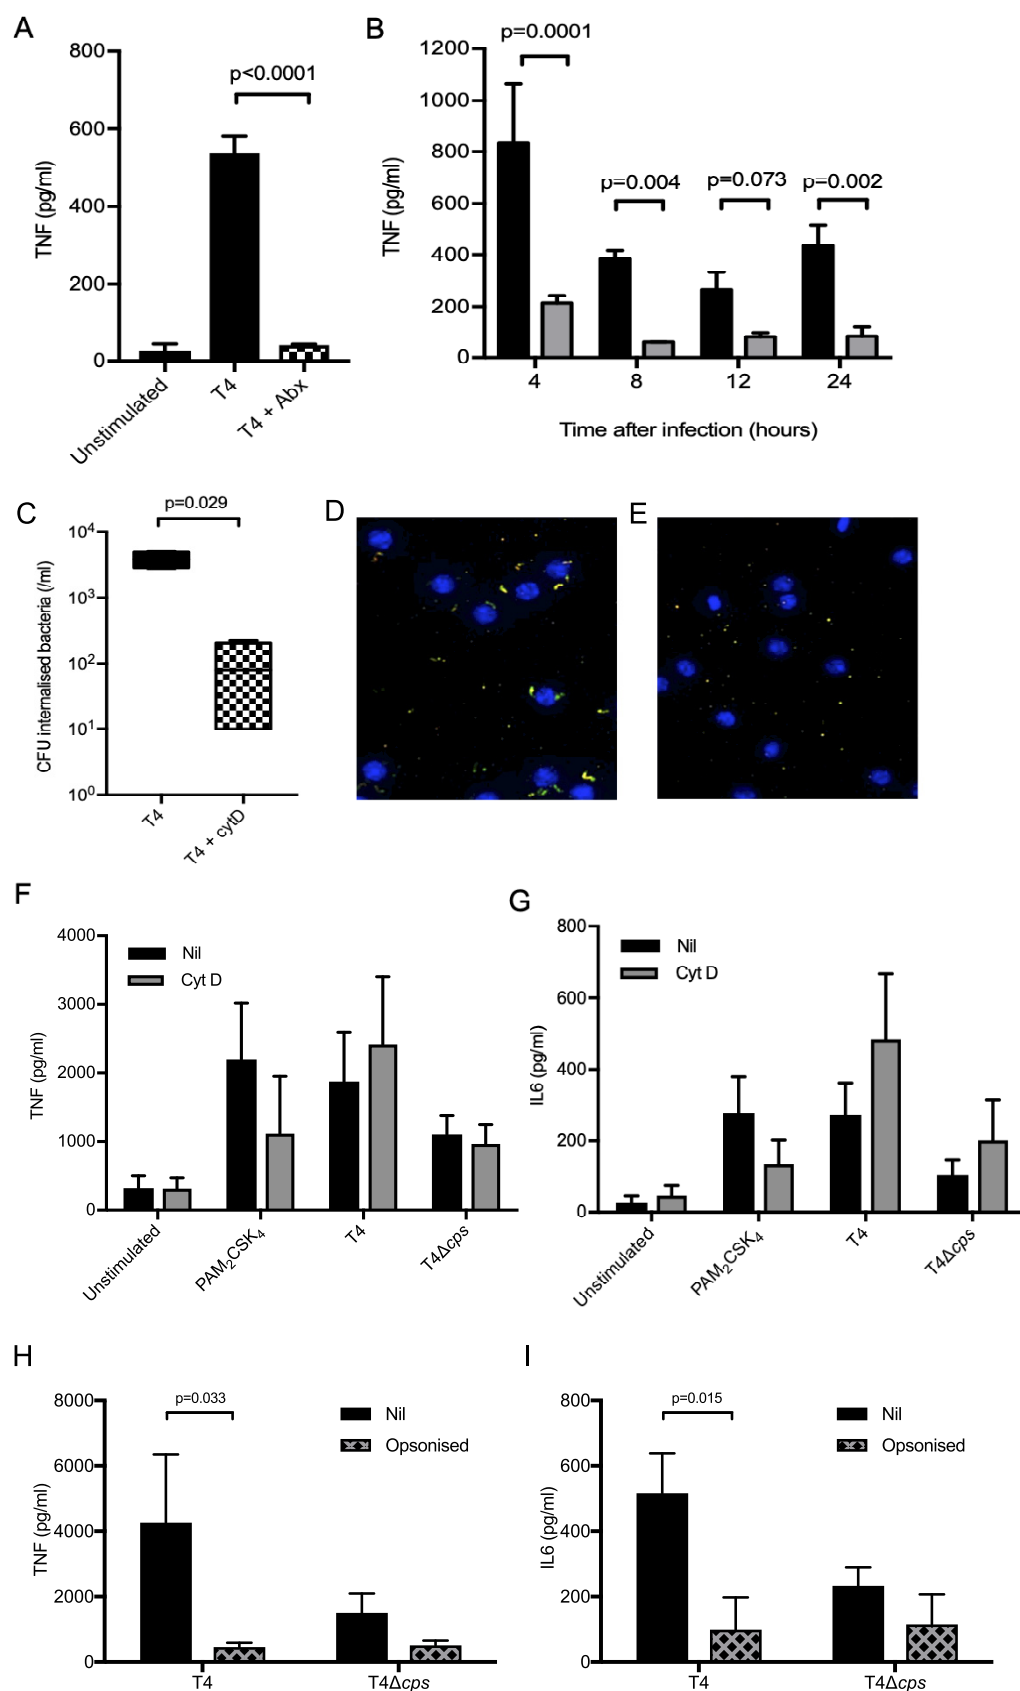 A
800
600
400
200
0
TNF (pg/ml)
p<0.0001
Unstimulated
T4
T4 + Abx
B
1200
1000
800
600
400
200
0
TNF (pg/ml)
p=0.0001
p=0.004
p=0.073
p=0.002
4 8 12 24
Time after infection (hours)
C
p=0.029
10⁴
10³
10²
10¹
10⁰
CFU internalised bacteria (/ml)
T4
T4 + cytD
D
E
F
4000
3000
2000
1000
0
TNF (pg/ml)
Nil
Cyt D
Unstimulated
PAM₂CSK₄
T4
T4Δcps
G
800
600
400
200
0
IL6 (pg/ml)
Nil
Cyt D
Unstimulated
PAM₂CSK₄
T4
T4Δcps
H
8000
6000
4000
2000
0
TNF (pg/ml)
p=0.033
Nil
Opsonised
T4
T4Δcps
I
800
600
400
200
0
IL6 (pg/ml)
p=0.015
Nil
Opsonised
T4
T4Δcps